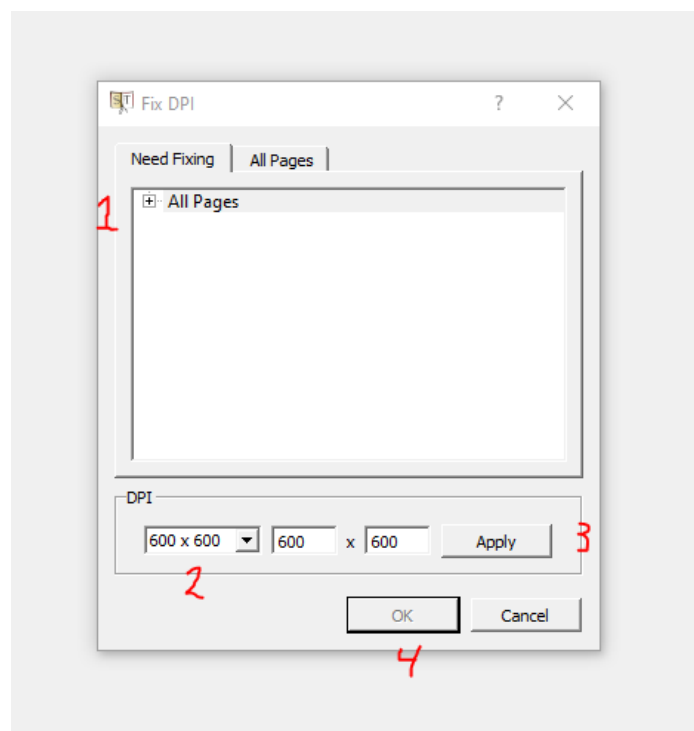 Fix DPI ? ×
Need Fixing All Pages
1 All Pages
DPI
600 x 600 600 x 600 Apply 3
2
OK Cancel
4